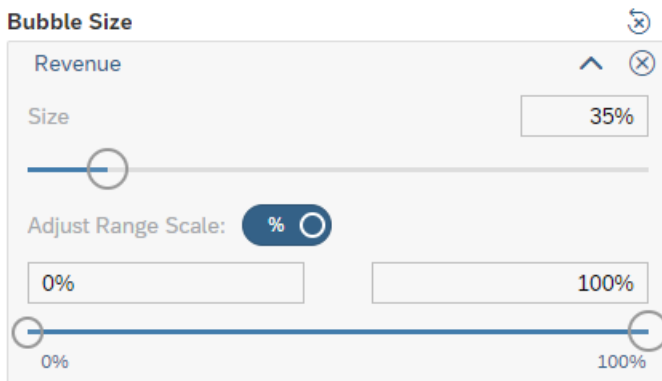 Bubble Size
Revenue
Size 35%
Adjust Range Scale: %
0% 100%
0% 100%